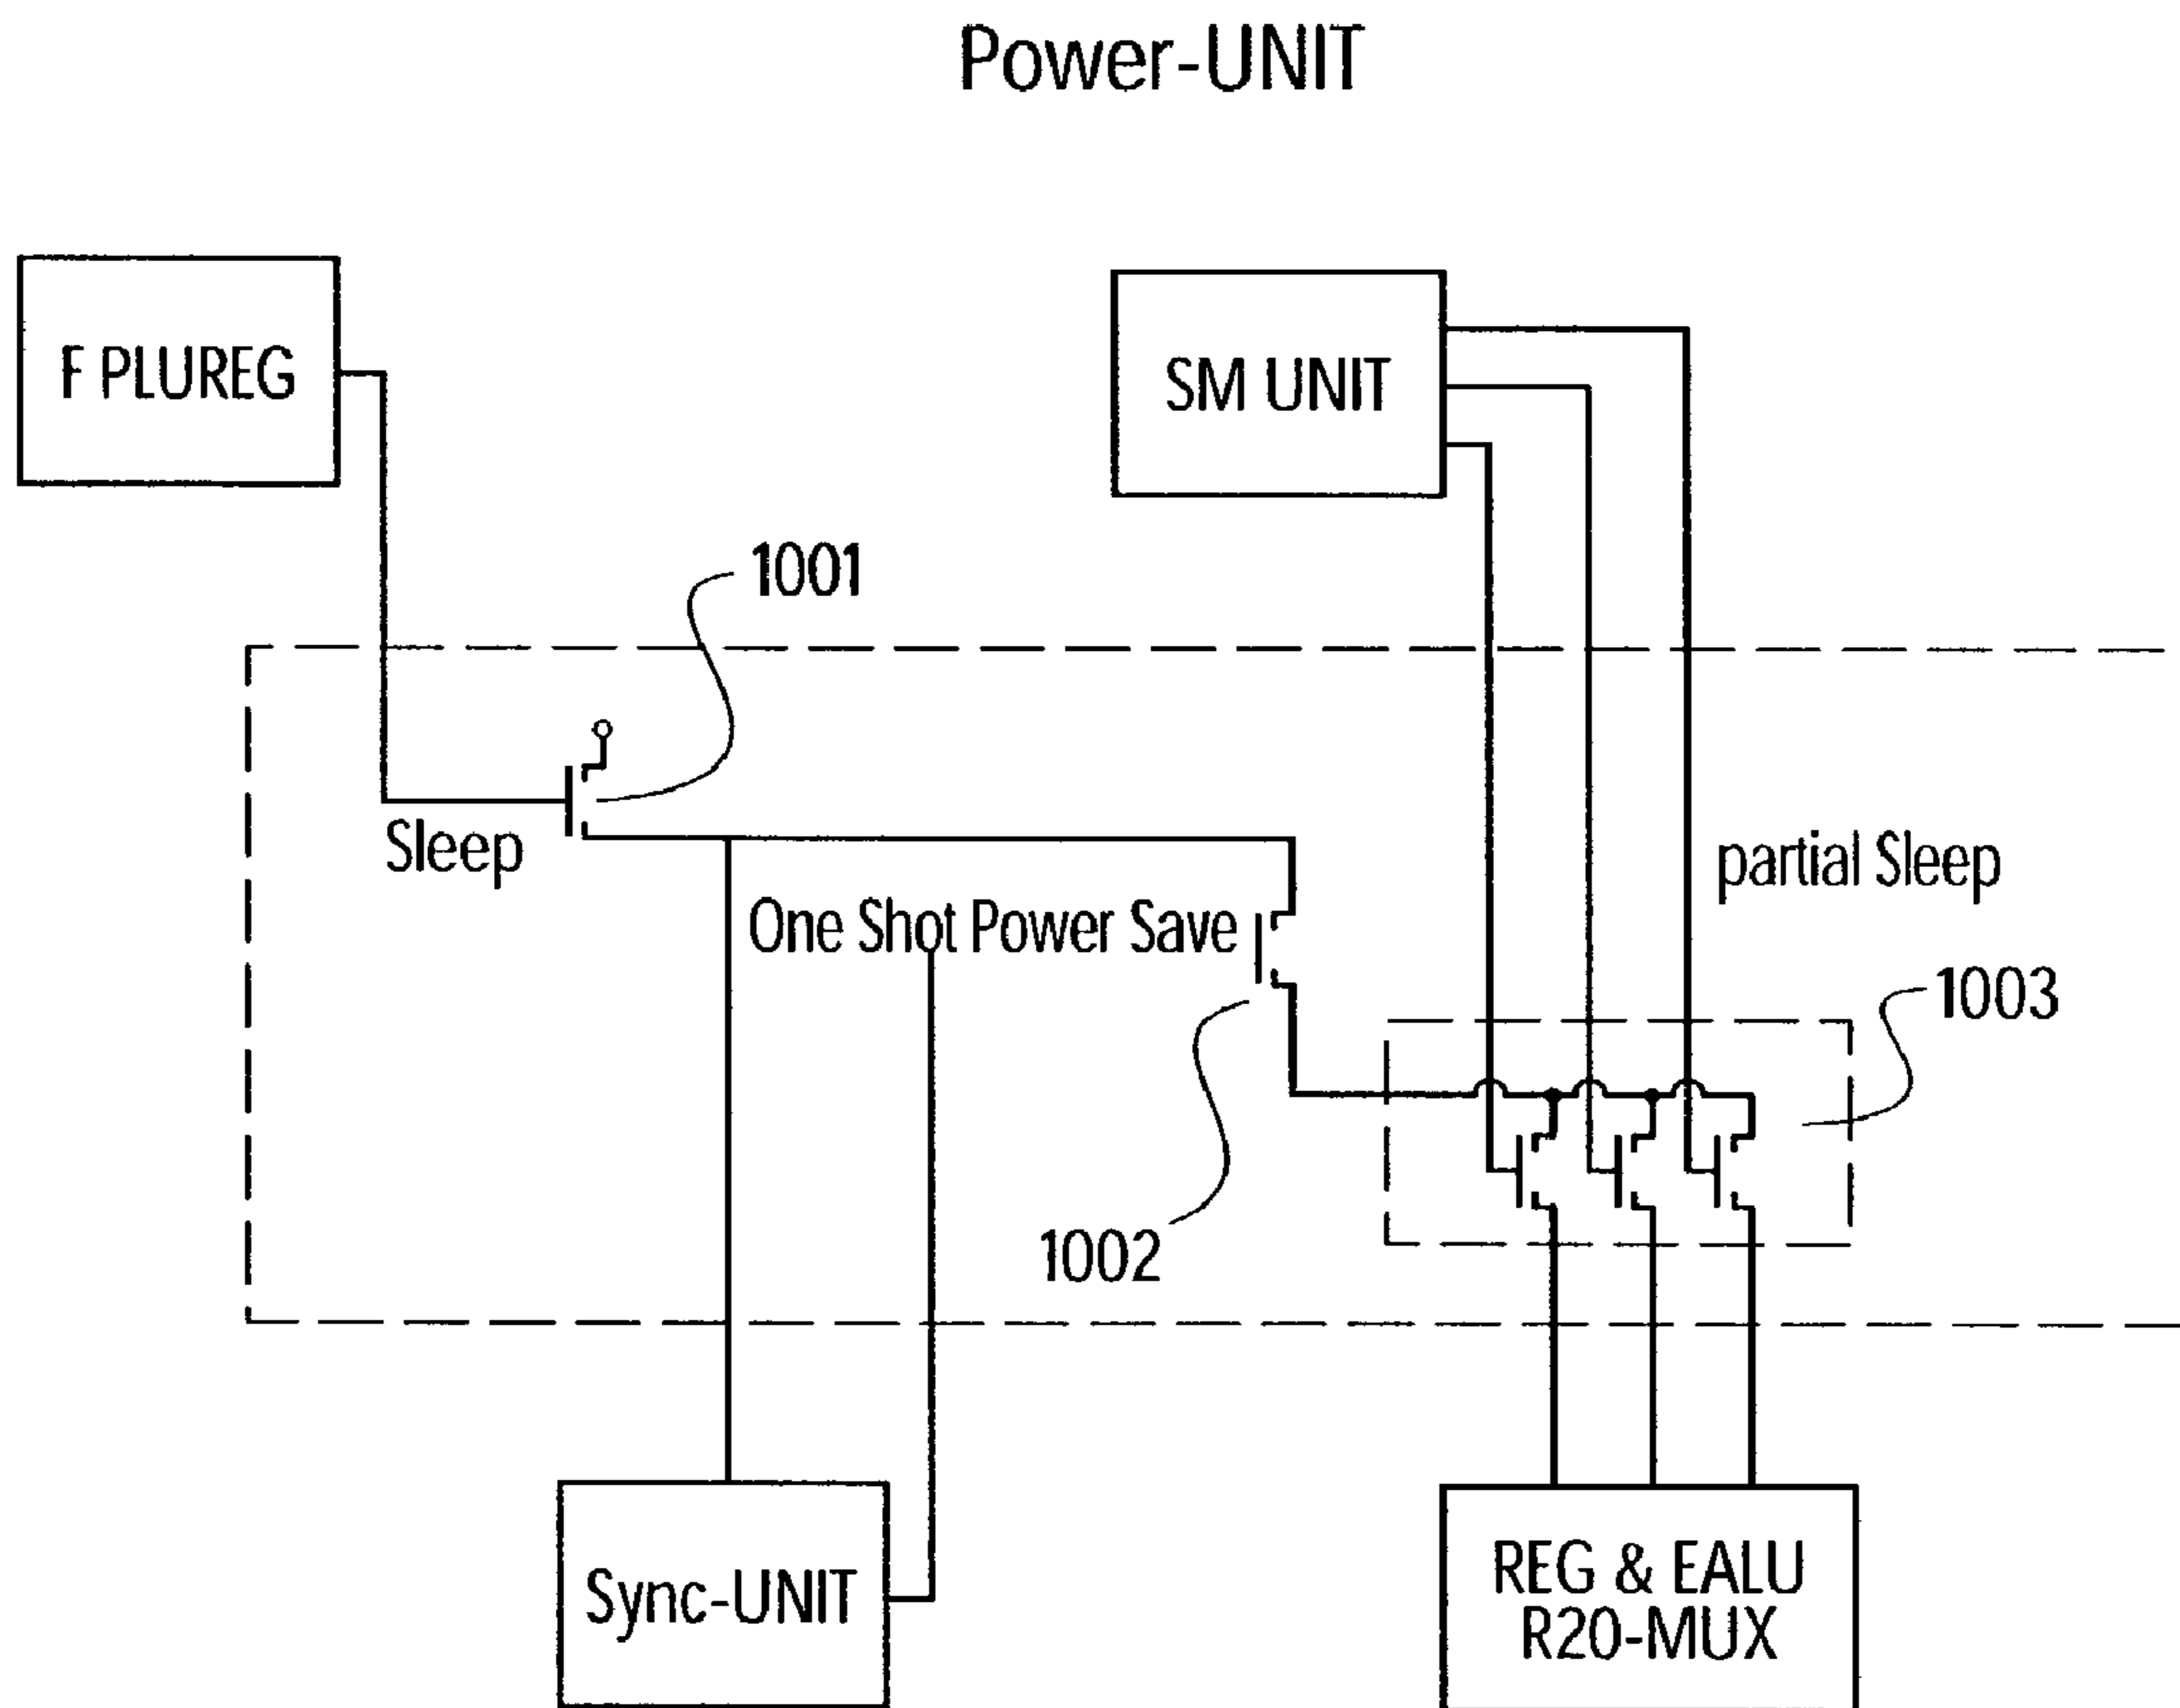 Power-UNIT
F PLUREG
SM UNIT
1001
Sleep
partial Sleep
One Shot Power Save
1003
1002
Sync-UNIT
REG & EALU
R20-MUX